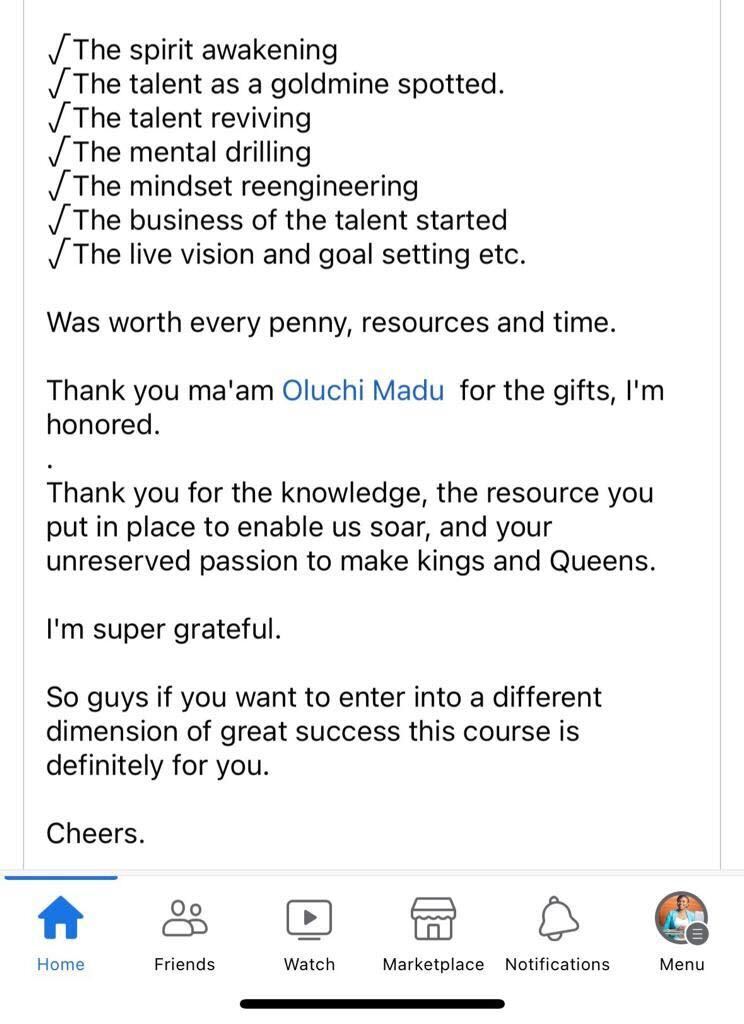 √The spirit awakening
√The talent as a goldmine spotted.
√The talent reviving
√The mental drilling
√The mindset reengineering
√The business of the talent started
√The live vision and goal setting etc.
Was worth every penny, resources and time.
Thank you ma'am Oluchi Madu for the gifts, I'm
honored.
.
Thank you for the knowledge, the resource you
put in place to enable us soar, and your
unreserved passion to make kings and Queens.
I'm super grateful.
So guys if you want to enter into a different
dimension of great success this course is
definitely for you.
Cheers.
Home Friends Watch Marketplace Notifications Menu